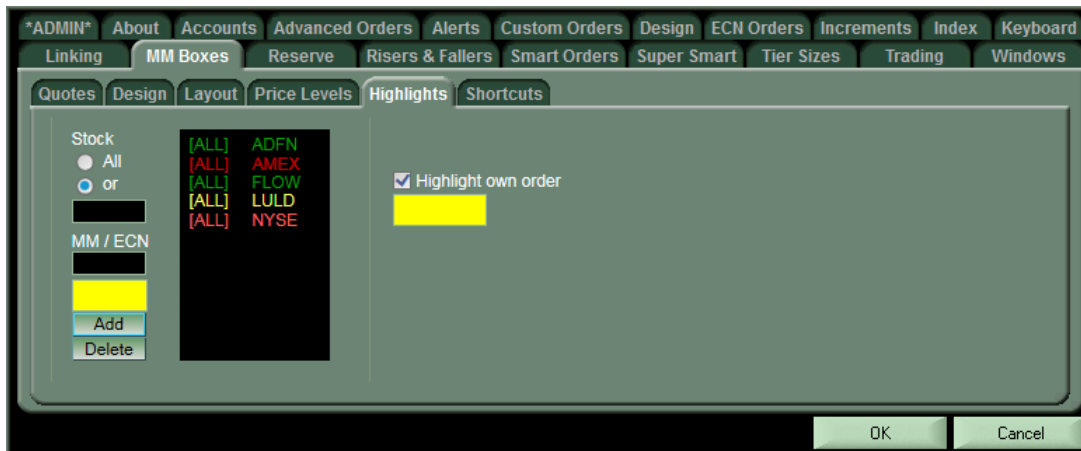 *ADMIN* About Accounts Advanced Orders Alerts Custom Orders Design ECN Orders Increments Index Keyboard
Linking MM Boxes Reserve Risers & Fallers Smart Orders Super Smart Tier Sizes Trading Windows
Quotes Design Layout Price Levels Highlights Shortcuts
Stock
All
or
MM / ECN
Add
Delete
[ALL] ADFN
[ALL] AMEX
[ALL] FLOW
[ALL] LULD
[ALL] NYSE
Highlight own order
OK Cancel